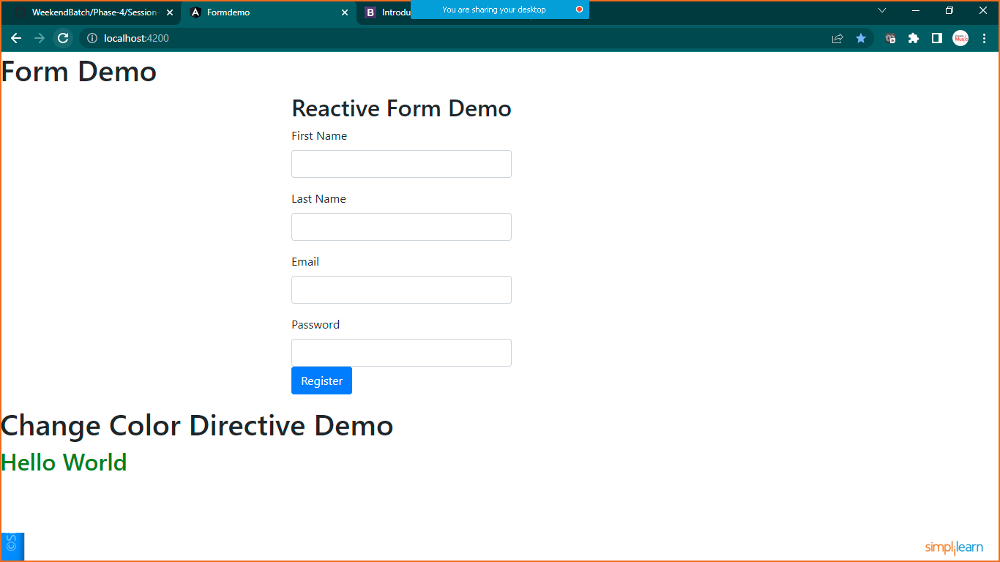 WeekendBatch/Phase-4/Session-
Formdemo
Introdu
You are sharing your desktop
localhost:4200
Form Demo
Reactive Form Demo
First Name
Last Name
Email
Password
Register
Change Color Directive Demo
Hello World
©S
simplilearn